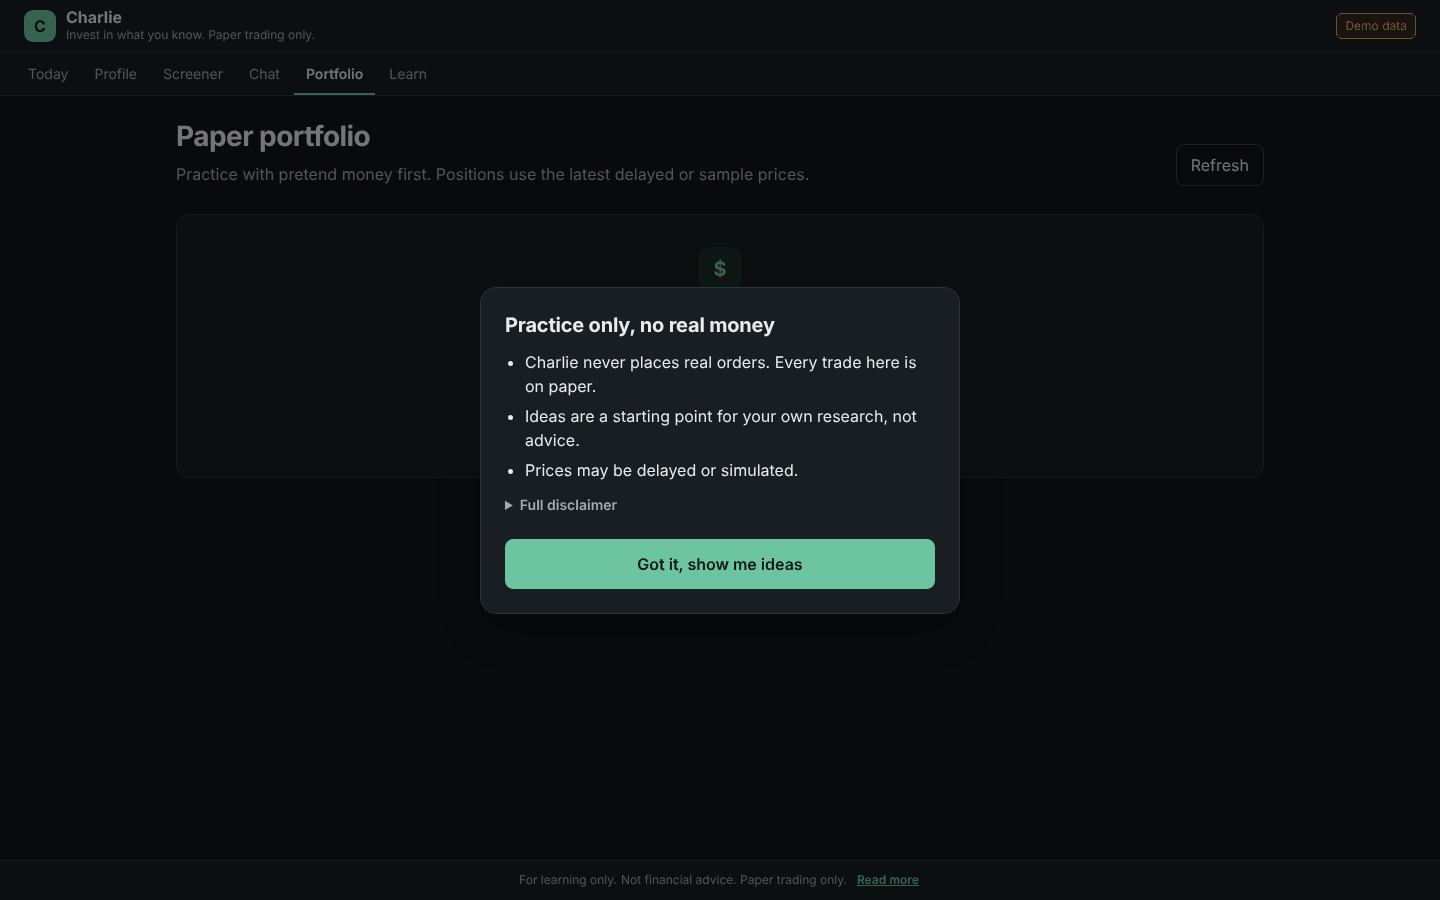 C
Charlie
Invest in what you know. Paper trading only.
Demo data
Today Profile Screener Chat Portfolio Learn
Paper portfolio
Practice with pretend money first. Positions use the latest delayed or sample prices.
Refresh
$
Practice only, no real money
• Charlie never places real orders. Every trade here is
on paper.
• Ideas are a starting point for your own research, not
advice.
• Prices may be delayed or simulated.
Full disclaimer
Got it, show me ideas
For learning only. Not financial advice. Paper trading only. Read more